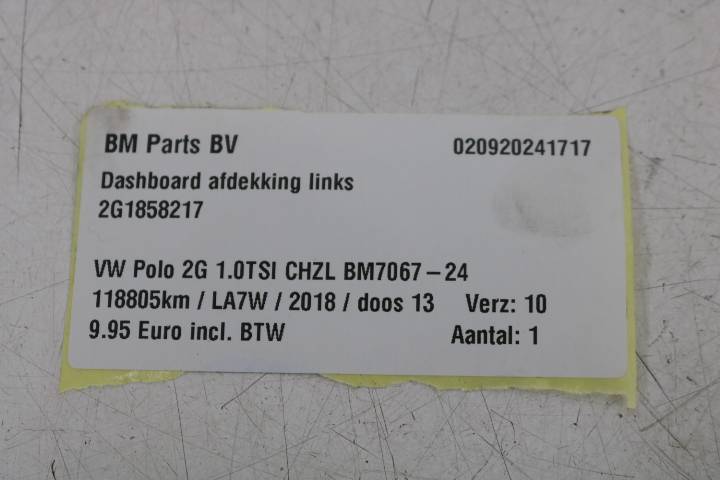 BM Parts BV 020920241717
Dashboard afdekking links
2G1858217
VW Polo 2G 1.0TSI CHZL BM7067-24
118805km / LA7W / 2018 / doos 13 Verz: 10
9.95 Euro incl. BTW Aantal: 1